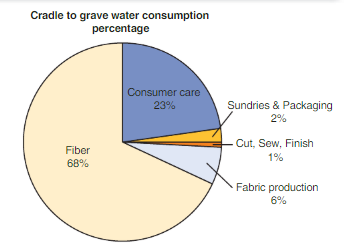 Cradle to grave water consumption
percentage
Consumer care
23%
Sundries & Packaging
2%
Cut, Sew, Finish
1%
Fabric production
6%
Fiber
68%